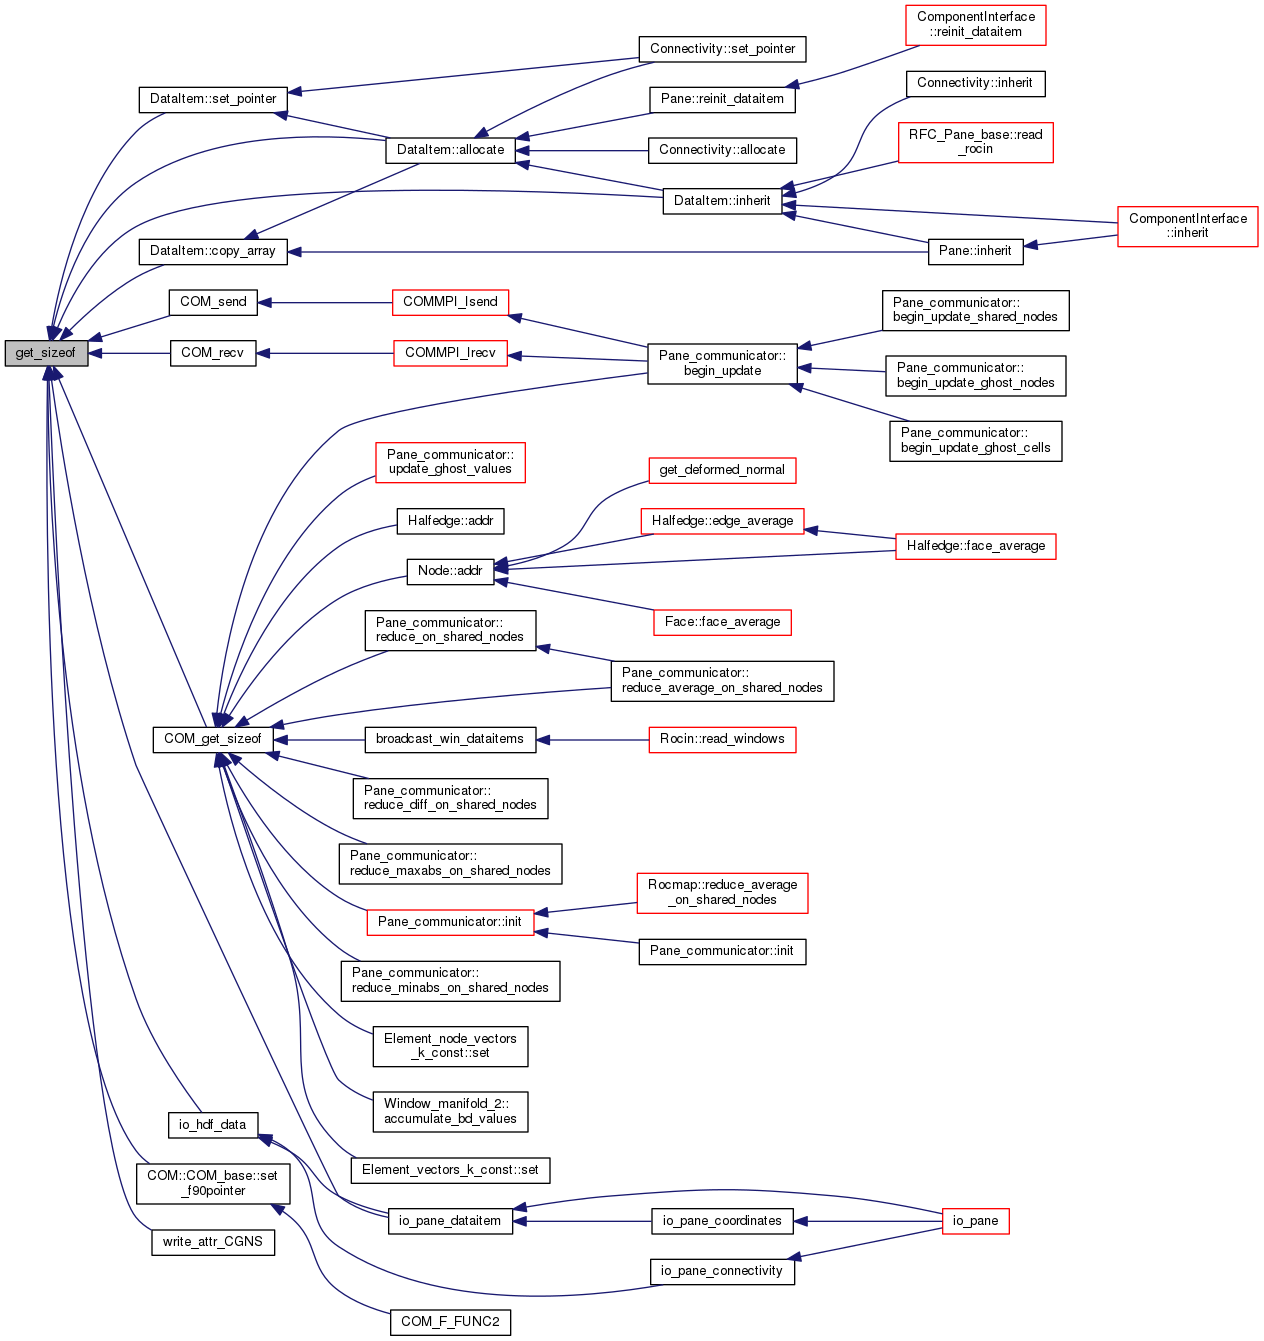 ComponentInterface
::reinit_dataitem
Connectivity::set_pointer
Connectivity::inherit
DataItem::set_pointer
Pane::reinit_dataitem
RFC_Pane_base::read
_rocin
DataItem::allocate
Connectivity::allocate
DataItem::inherit
ComponentInterface
::inherit
DataItem::copy_array
Pane::inherit
COM_send
COMMPI_Isend
Pane_communicator::
begin_update_shared_nodes
get_sizeof
COM_recv
COMMPI_Irecv
Pane_communicator::
begin_update
Pane_communicator::
begin_update_ghost_nodes
Pane_communicator::
begin_update_ghost_cells
Pane_communicator::
update_ghost_values
get_deformed_normal
Halfedge::addr
Halfedge::edge_average
Halfedge::face_average
Node::addr
Face::face_average
Pane_communicator::
reduce_on_shared_nodes
Pane_communicator::
reduce_average_on_shared_nodes
COM_get_sizeof
broadcast_win_dataitems
Rocin::read_windows
Pane_communicator::
reduce_diff_on_shared_nodes
Pane_communicator::
reduce_maxabs_on_shared_nodes
Rocmap::reduce_average
_on_shared_nodes
Pane_communicator::init
Pane_communicator::init
Pane_communicator::
reduce_minabs_on_shared_nodes
Element_node_vectors
_k_const::set
Window_manifold_2::
accumulate_bd_values
io_hdf_data
Element_vectors_k_const::set
COM::COM_base::set
_f90pointer
io_pane_dataitem
io_pane_coordinates
io_pane
write_attr_CGNS
io_pane_connectivity
COM_F_FUNC2